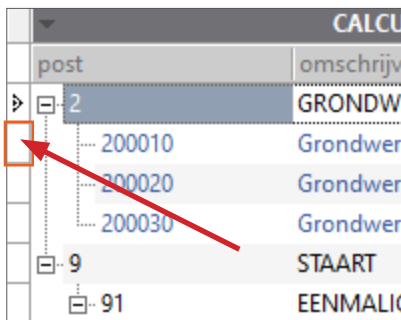 CALCU
post omschrijv
2 GRONDW
200010 Grondwer
200020 Grondwer
200030 Grondwer
9 STAART
91 EENMALIG